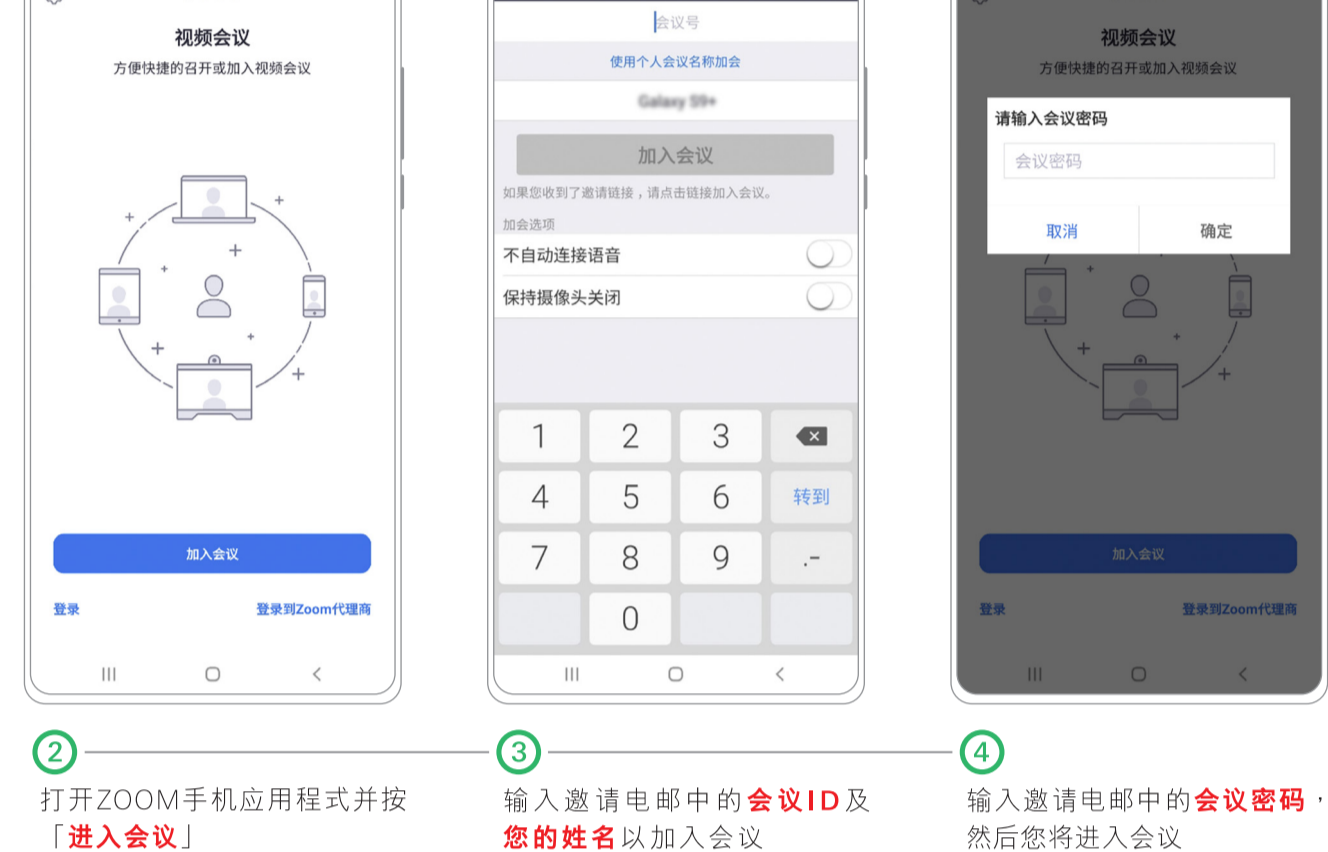 视频会议
方便快捷的召开或加入视频会议
加入会议
登录
登录到Zoom代理商
会议号
使用个人会议名称加会
Galaxy S9+
加入会议
如果您收到了邀请链接，请点击链接加入会议。
加会选项
不自动连接语音
保持摄像头关闭
1 2 3
4 5 6 转到
7 8 9 .-
0
视频会议
方便快捷的召开或加入视频会议
请输入会议密码
会议密码
取消 确定
加入会议
登录
登录到Zoom代理商
2
打开ZOOM手机应用程式并按
「进入会议」
3
输入邀请电邮中的会议ID及
您的姓名以加入会议
4
输入邀请电邮中的会议密码，
然后您将进入会议